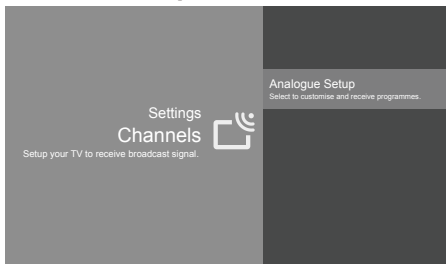 Settings
Channels
Setup your TV to receive broadcast signal.
Analogue Setup
Select to customise and receive programmes.